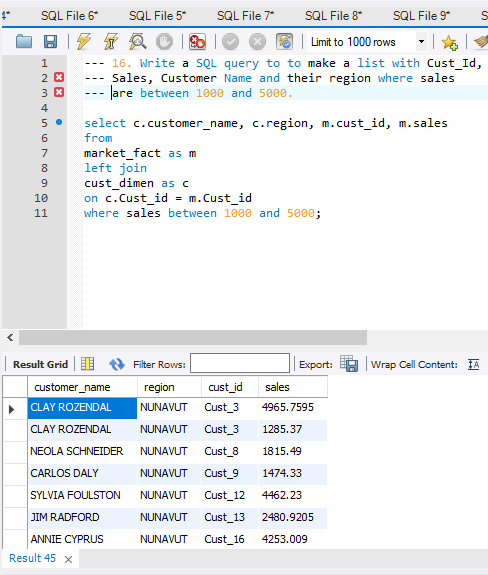 4* SQL File 6* SQL File 5* SQL File 7* SQL File 8* SQL File 9*
Limit to 1000 rows
1 --- 16. Write a SQL query to to make a list with Cust_Id,
2 --- Sales, Customer Name and their region where sales
3 --- are between 1000 and 5000.
4
5 select c.customer_name, c.region, m.cust_id, m.sales
6 from
7 market_fact as m
8 left join
9 cust_dimen as c
10 on c.Cust_id = m.Cust_id
11 where sales between 1000 and 5000;
Result Grid Filter Rows: Export: Wrap Cell Content:
customer_name region cust_id sales
CLAY ROZENDAL NUNAVUT Cust_3 4965.7595
CLAY ROZENDAL NUNAVUT Cust_3 1285.37
NEOLA SCHNEIDER NUNAVUT Cust_8 1815.49
CARLOS DALY NUNAVUT Cust_9 1474.33
SYLVIA FOULSTON NUNAVUT Cust_12 4462.23
JIM RADFORD NUNAVUT Cust_13 2480.9205
ANNIE CYPRUS NUNAVUT Cust_16 4253.009
Result 45